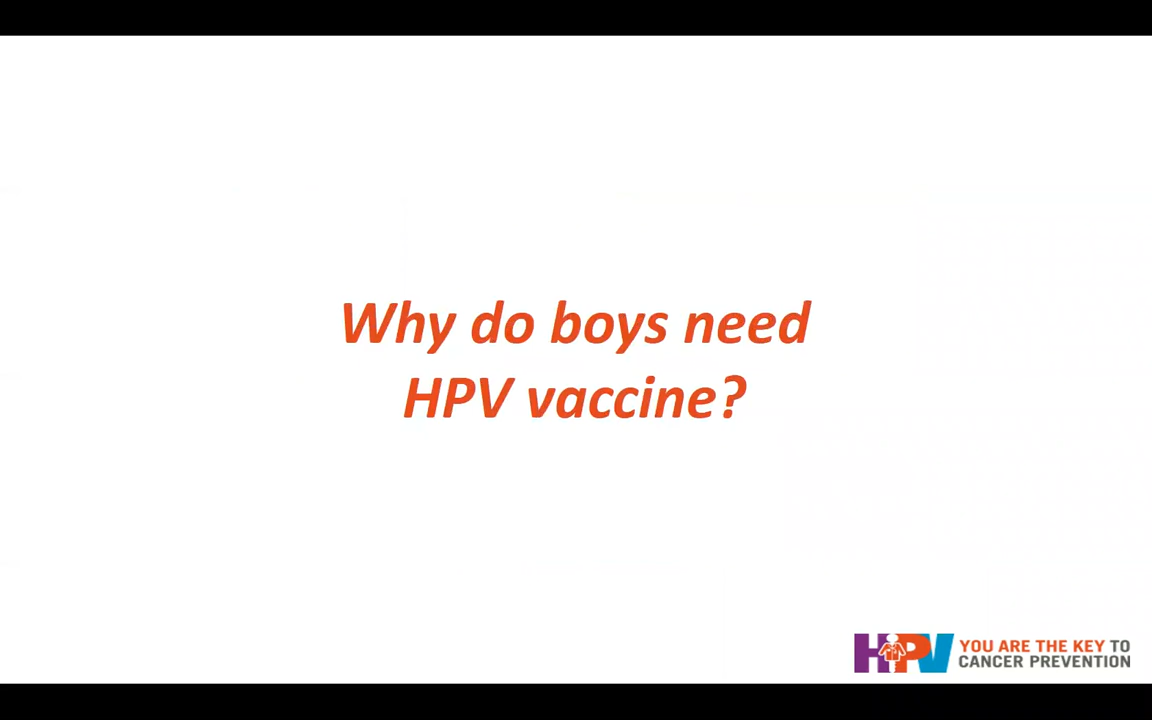 Why do boys need
HPV vaccine?
HPV
YOU ARE THE KEY TO
CANCER PREVENTION